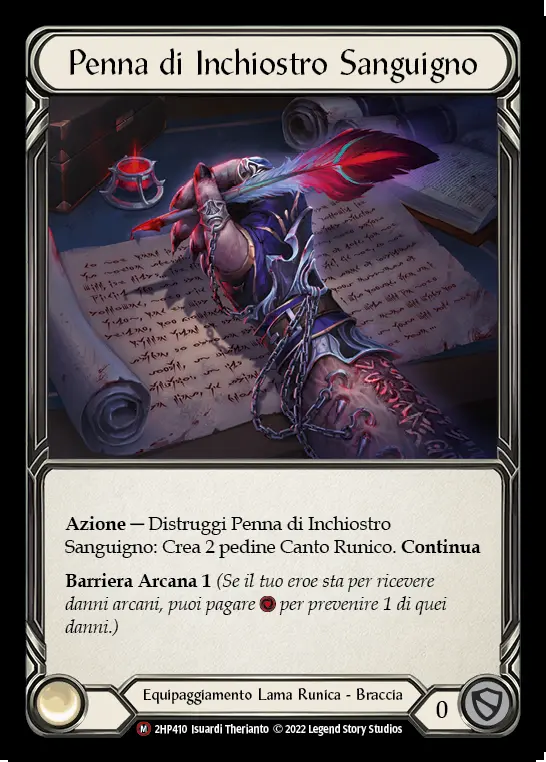 Penna di Inchiostro Sanguigno
Azione — Distruggi Penna di Inchiostro
Sanguigno: Crea 2 pedine Canto Runico. Continua
Barriera Arcana 1 (Se il tuo eroe sta per ricevere
danni arcani, puoi pagare per prevenire 1 di quei
danni.)
Equipaggiamento Lama Runica - Braccia
0
M 2HP410 Isuardi Therianto © 2022 Legend Story Studios